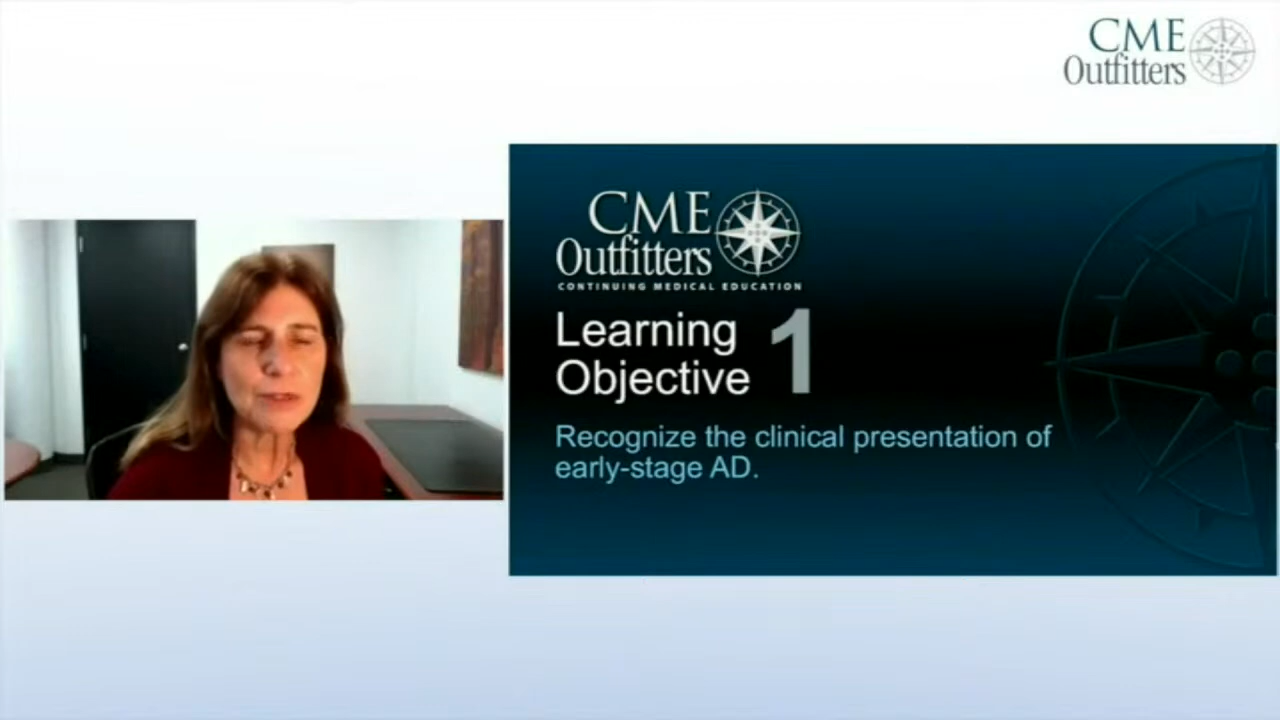 CME
Outfitters
CME
Outfitters
CONTINUING MEDICAL EDUCATION
Learning
Objective 1
Recognize the clinical presentation of
early-stage AD.